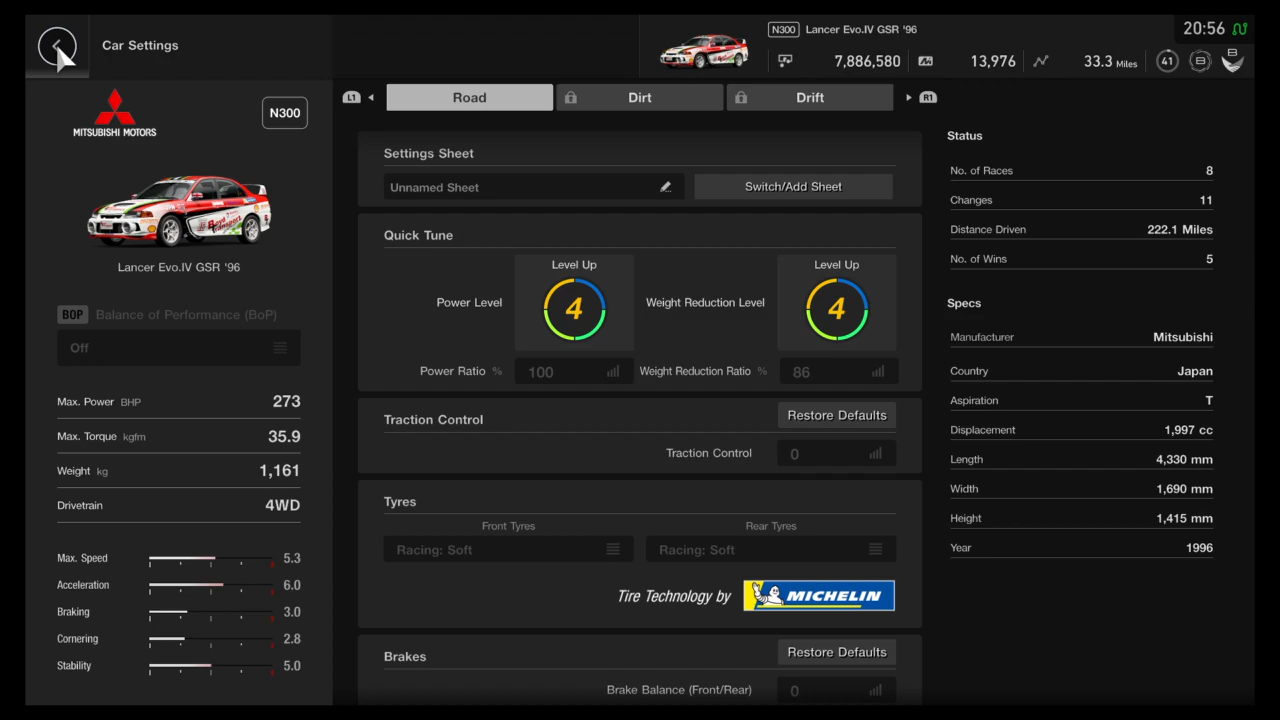 Car Settings
N300 Lancer Evo.IV GSR '96
20:56
7,886,580
13,976
33.3 Miles
41
B
B
MITSUBISHI MOTORS
N300
Lancer Evo.IV GSR '96
BOP Balance of Performance (BoP)
Off
Max. Power BHP 273
Max. Torque kgfm 35.9
Weight kg 1,161
Drivetrain 4WD
Max. Speed 5.3
Acceleration 6.0
Braking 3.0
Cornering 2.8
Stability 5.0
L1 Road Dirt Drift R1
Settings Sheet
Unnamed Sheet Switch/Add Sheet
Quick Tune
Level Up Level Up
Power Level 4 Weight Reduction Level 4
Power Ratio % 100 Weight Reduction Ratio % 86
Traction Control Restore Defaults
Traction Control 0
Tyres
Front Tyres Rear Tyres
Racing: Soft Racing: Soft
Tire Technology by MICHELIN
Brakes Restore Defaults
Brake Balance (Front/Rear) 0
Status
No. of Races 8
Changes 11
Distance Driven 222.1 Miles
No. of Wins 5
Specs
Manufacturer Mitsubishi
Country Japan
Aspiration T
Displacement 1,997 cc
Length 4,330 mm
Width 1,690 mm
Height 1,415 mm
Year 1996